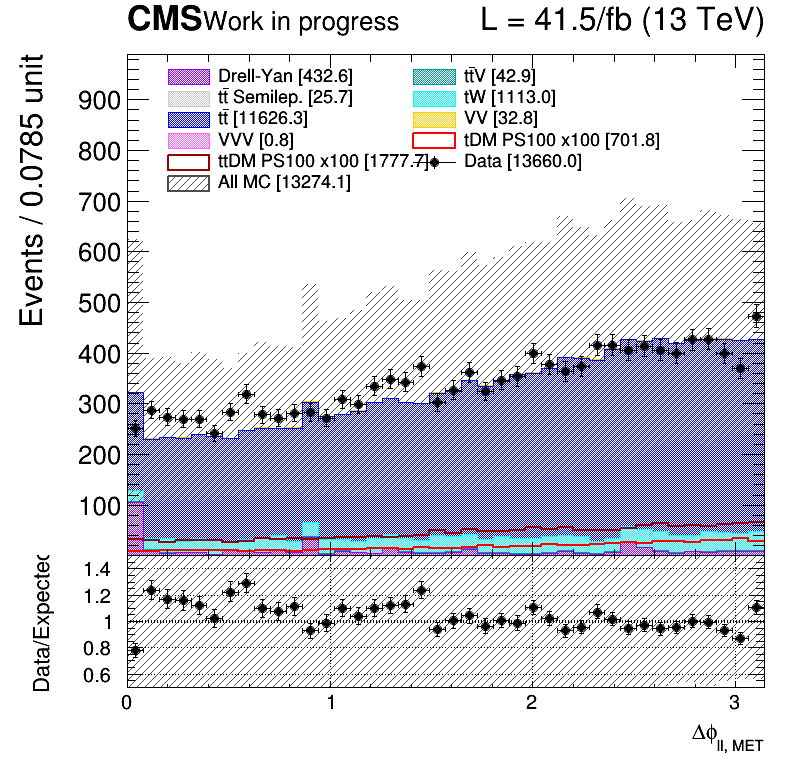 CMS Work in progress L = 41.5/fb (13 TeV)
Drell-Yan [432.6] tt̄V [42.9]
tt̄ Semilep. [25.7] tW [1113.0]
tt̄ [11626.3] VV [32.8]
VVV [0.8] tDM PS100 x100 [701.8]
ttDM PS100 x100 [1777.7] Data [13660.0]
All MC [13274.1]
Events / 0.0785 unit
900
800
700
600
500
400
300
200
100
Data/Expected
1.4
1.2
1
0.8
0.6
0 1 2 3
Δϕll, MET